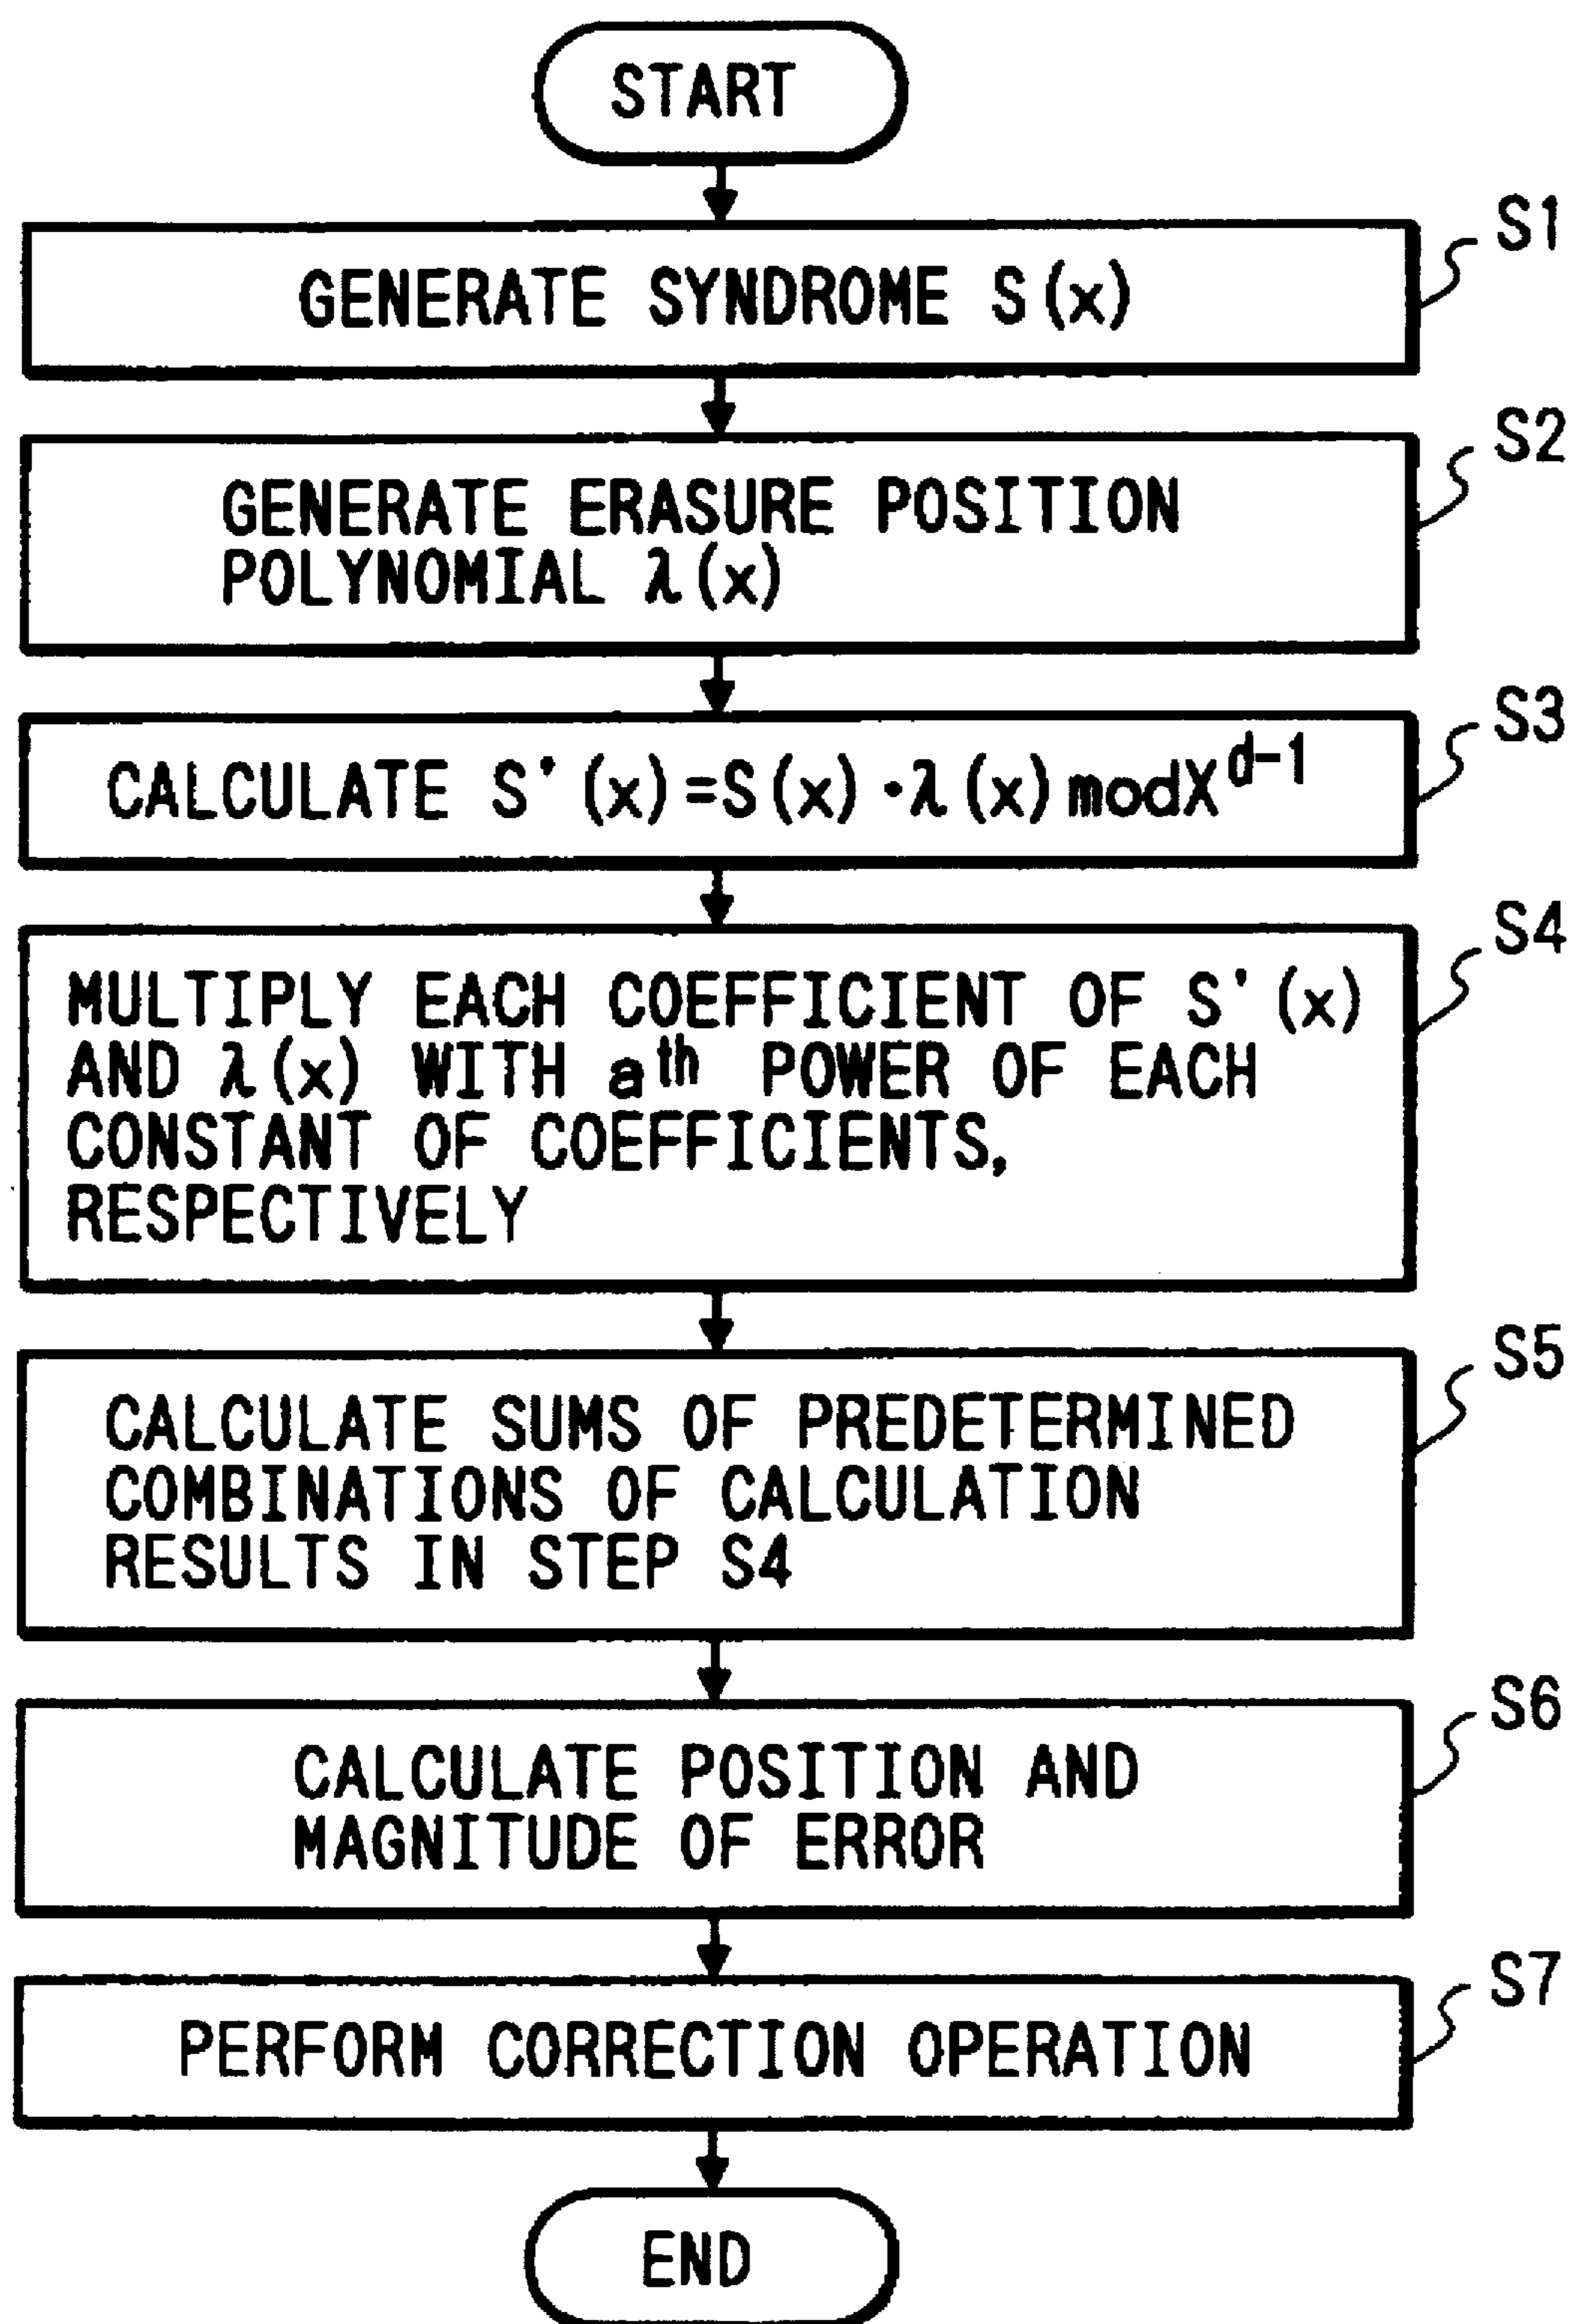 START
S1
GENERATE SYNDROME S(x)
S2
GENERATE ERASURE POSITION
POLYNOMIAL λ(x)
S3
CALCULATE S'(x)=S(x)·λ(x)modX^{d-1}
S4
MULTIPLY EACH COEFFICIENT OF S'(x)
AND λ(x) WITH a^{th} POWER OF EACH
CONSTANT OF COEFFICIENTS,
RESPECTIVELY
S5
CALCULATE SUMS OF PREDETERMINED
COMBINATIONS OF CALCULATION
RESULTS IN STEP S4
S6
CALCULATE POSITION AND
MAGNITUDE OF ERROR
S7
PERFORM CORRECTION OPERATION
END